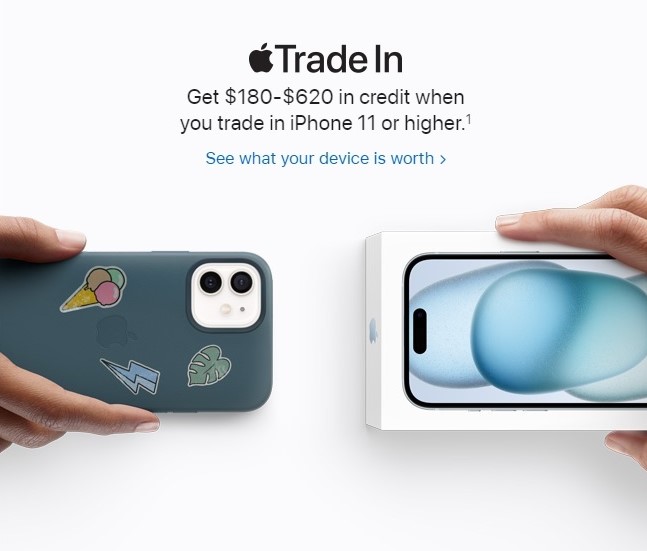 Trade In
Get $180-$620 in credit when
you trade in iPhone 11 or higher.¹
See what your device is worth >